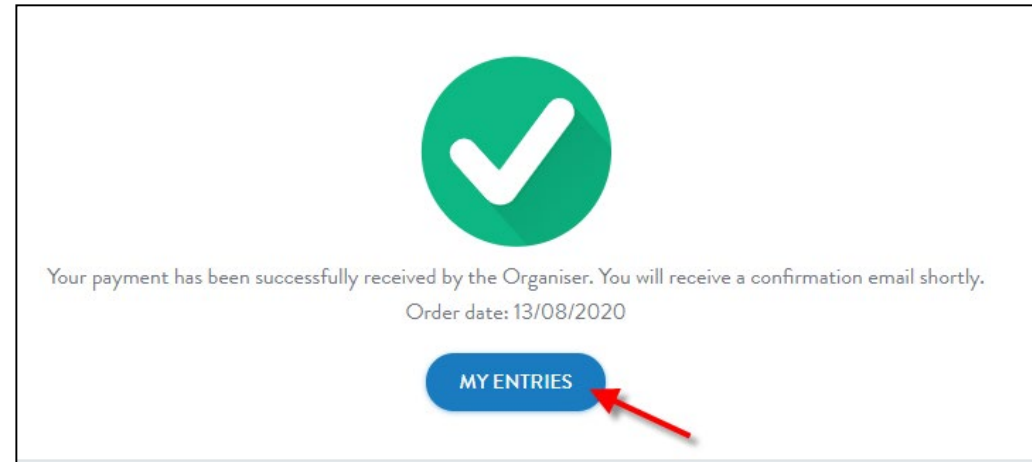 Your payment has been successfully received by the Organiser. You will receive a confirmation email shortly.
Order date: 13/08/2020
MY ENTRIES